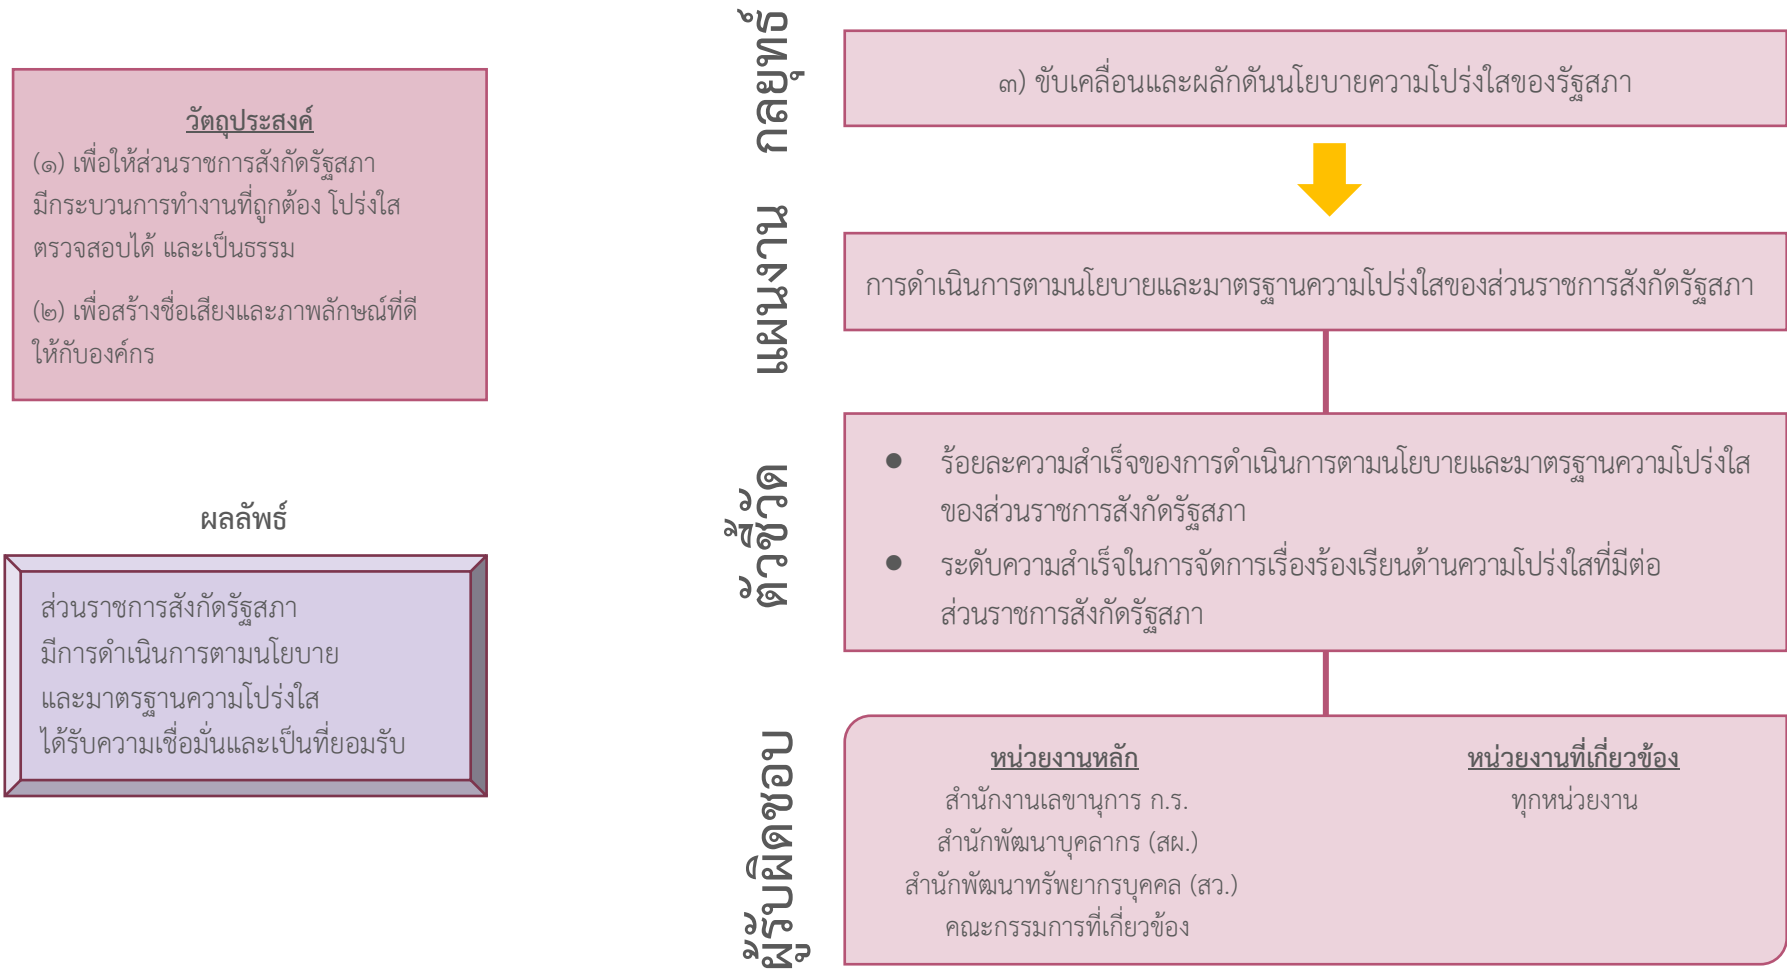 วัตถุประสงค์
(๑) เพื่อให้ส่วนราชการสังกัดรัฐสภา
มีกระบวนการทำงานที่ถูกต้อง โปร่งใส
ตรวจสอบได้ และเป็นธรรม
(๒) เพื่อสร้างชื่อเสียงและภาพลักษณ์ที่ดี
ให้กับองค์กร
ผลลัพธ์
ส่วนราชการสังกัดรัฐสภา
มีการดำเนินการตามนโยบาย
และมาตรฐานความโปร่งใส
ได้รับความเชื่อมั่นและเป็นที่ยอมรับ
กลยุทธ์
๓) ขับเคลื่อนและผลักดันนโยบายความโปร่งใสของรัฐสภา
แผนงาน
การดำเนินการตามนโยบายและมาตรฐานความโปร่งใสของส่วนราชการสังกัดรัฐสภา
ตัวชี้วัด
● ร้อยละความสำเร็จของการดำเนินการตามนโยบายและมาตรฐานความโปร่งใส
ของส่วนราชการสังกัดรัฐสภา
● ระดับความสำเร็จในการจัดการเรื่องร้องเรียนด้านความโปร่งใสที่มีต่อ
ส่วนราชการสังกัดรัฐสภา
ผู้รับผิดชอบ
หน่วยงานหลัก
สำนักงานเลขานุการ ก.ร.
สำนักพัฒนาบุคลากร (สผ.)
สำนักพัฒนาทรัพยากรบุคคล (สว.)
คณะกรรมการที่เกี่ยวข้อง
หน่วยงานที่เกี่ยวข้อง
ทุกหน่วยงาน